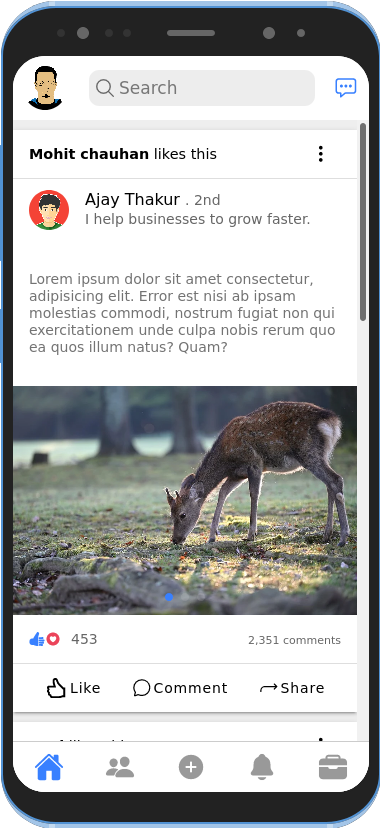 Search
Mohit chauhan likes this
Ajay Thakur . 2nd
I help businesses to grow faster.
Lorem ipsum dolor sit amet consectetur,
adipisicing elit. Error est nisi ab ipsam
molestias commodi, nostrum fugiat non qui
exercitationem unde culpa nobis rerum quo
ea quos illum natus? Quam?
453
2,351 comments
Like
Comment
Share